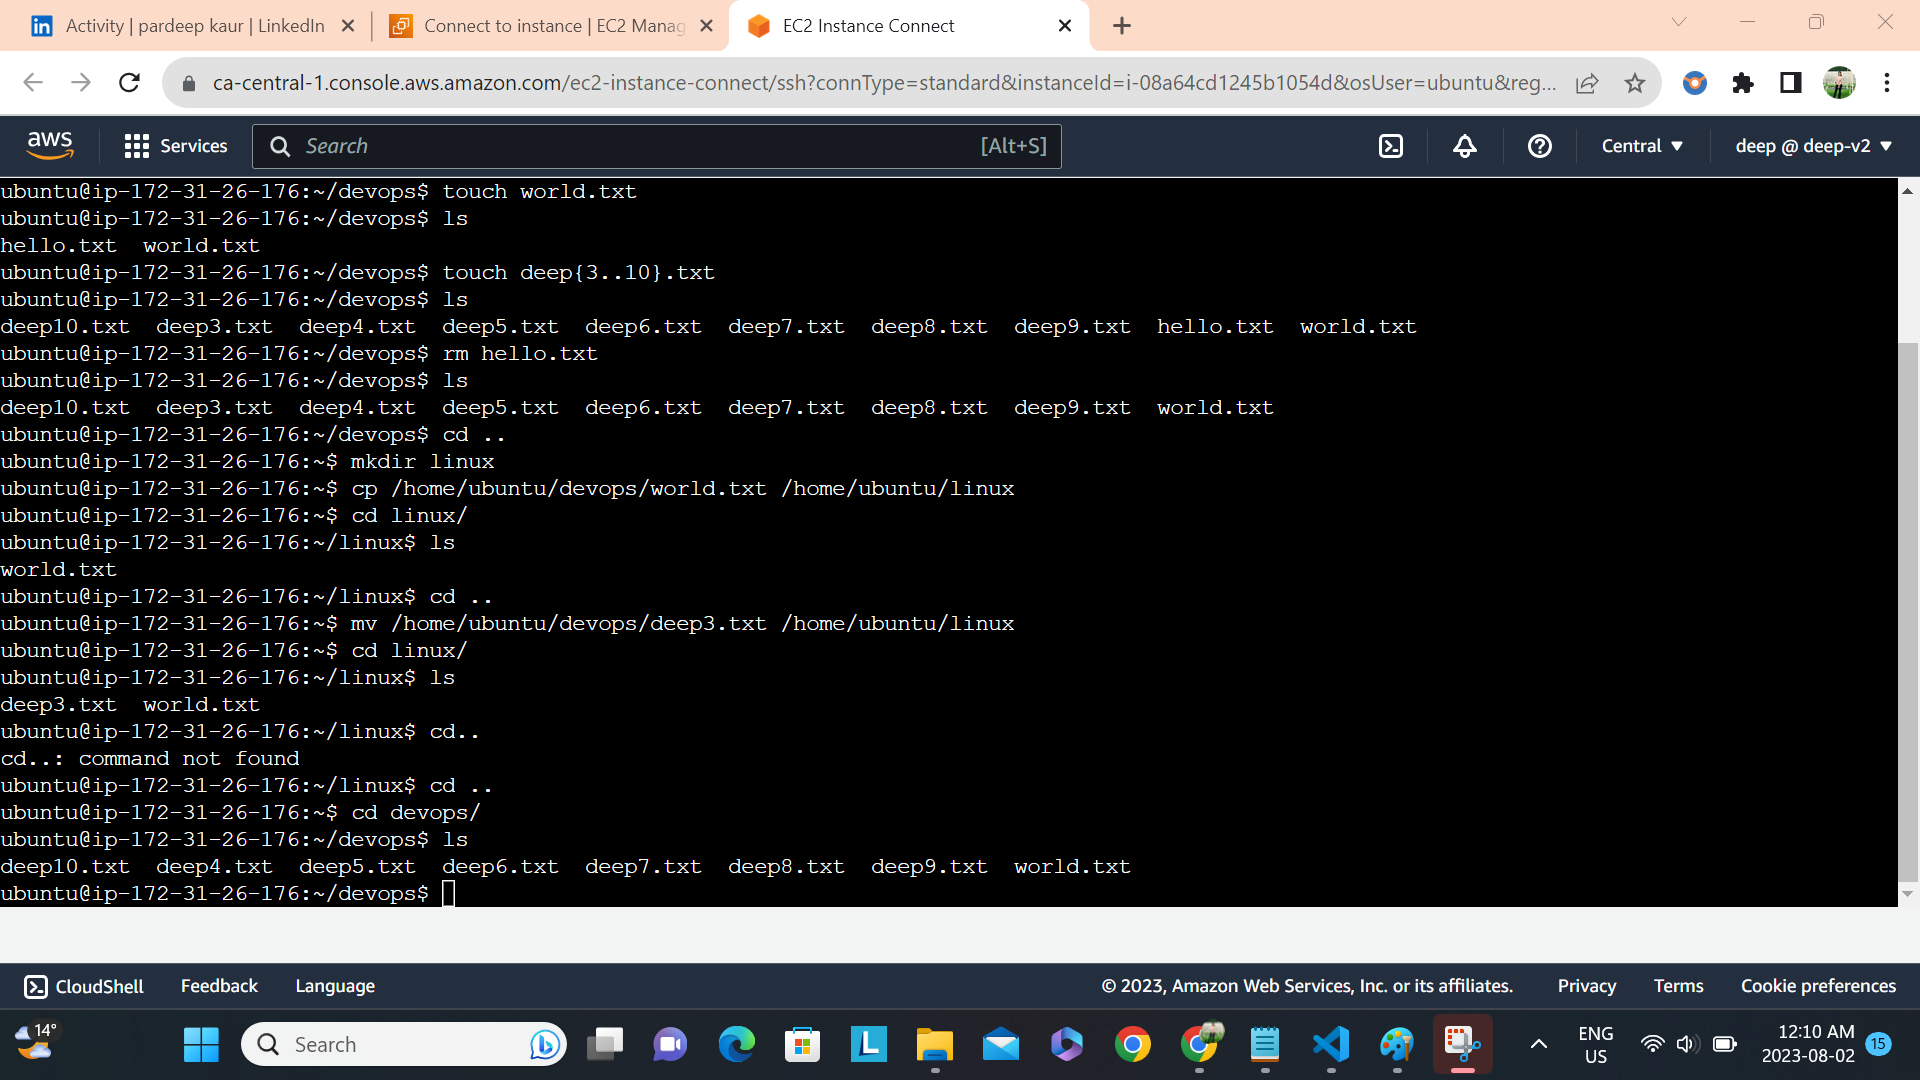 Activity | pardeep kaur | LinkedIn
Connect to instance | EC2 Manag
EC2 Instance Connect
ca-central-1.console.aws.amazon.com/ec2-instance-connect/ssh?connType=standard&instanceId=i-08a64cd1245b1054d&osUser=ubuntu&reg...
aws Services Search [Alt+S] Central deep @ deep-v2
ubuntu@ip-172-31-26-176:~/devops$ touch world.txt
ubuntu@ip-172-31-26-176:~/devops$ ls
hello.txt  world.txt
ubuntu@ip-172-31-26-176:~/devops$ touch deep{3..10}.txt
ubuntu@ip-172-31-26-176:~/devops$ ls
deep10.txt  deep3.txt  deep4.txt  deep5.txt  deep6.txt  deep7.txt  deep8.txt  deep9.txt  hello.txt  world.txt
ubuntu@ip-172-31-26-176:~/devops$ rm hello.txt
ubuntu@ip-172-31-26-176:~/devops$ ls
deep10.txt  deep3.txt  deep4.txt  deep5.txt  deep6.txt  deep7.txt  deep8.txt  deep9.txt  world.txt
ubuntu@ip-172-31-26-176:~/devops$ cd ..
ubuntu@ip-172-31-26-176:~$ mkdir linux
ubuntu@ip-172-31-26-176:~$ cp /home/ubuntu/devops/world.txt /home/ubuntu/linux
ubuntu@ip-172-31-26-176:~$ cd linux/
ubuntu@ip-172-31-26-176:~/linux$ ls
world.txt
ubuntu@ip-172-31-26-176:~/linux$ cd ..
ubuntu@ip-172-31-26-176:~$ mv /home/ubuntu/devops/deep3.txt /home/ubuntu/linux
ubuntu@ip-172-31-26-176:~$ cd linux/
ubuntu@ip-172-31-26-176:~/linux$ ls
deep3.txt  world.txt
ubuntu@ip-172-31-26-176:~/linux$ cd..
cd..: command not found
ubuntu@ip-172-31-26-176:~/linux$ cd ..
ubuntu@ip-172-31-26-176:~$ cd devops/
ubuntu@ip-172-31-26-176:~/devops$ ls
deep10.txt  deep4.txt  deep5.txt  deep6.txt  deep7.txt  deep8.txt  deep9.txt  world.txt
ubuntu@ip-172-31-26-176:~/devops$
CloudShell Feedback Language © 2023, Amazon Web Services, Inc. or its affiliates. Privacy Terms Cookie preferences
14°
Search
L
ENG
US
12:10 AM
2023-08-02
15